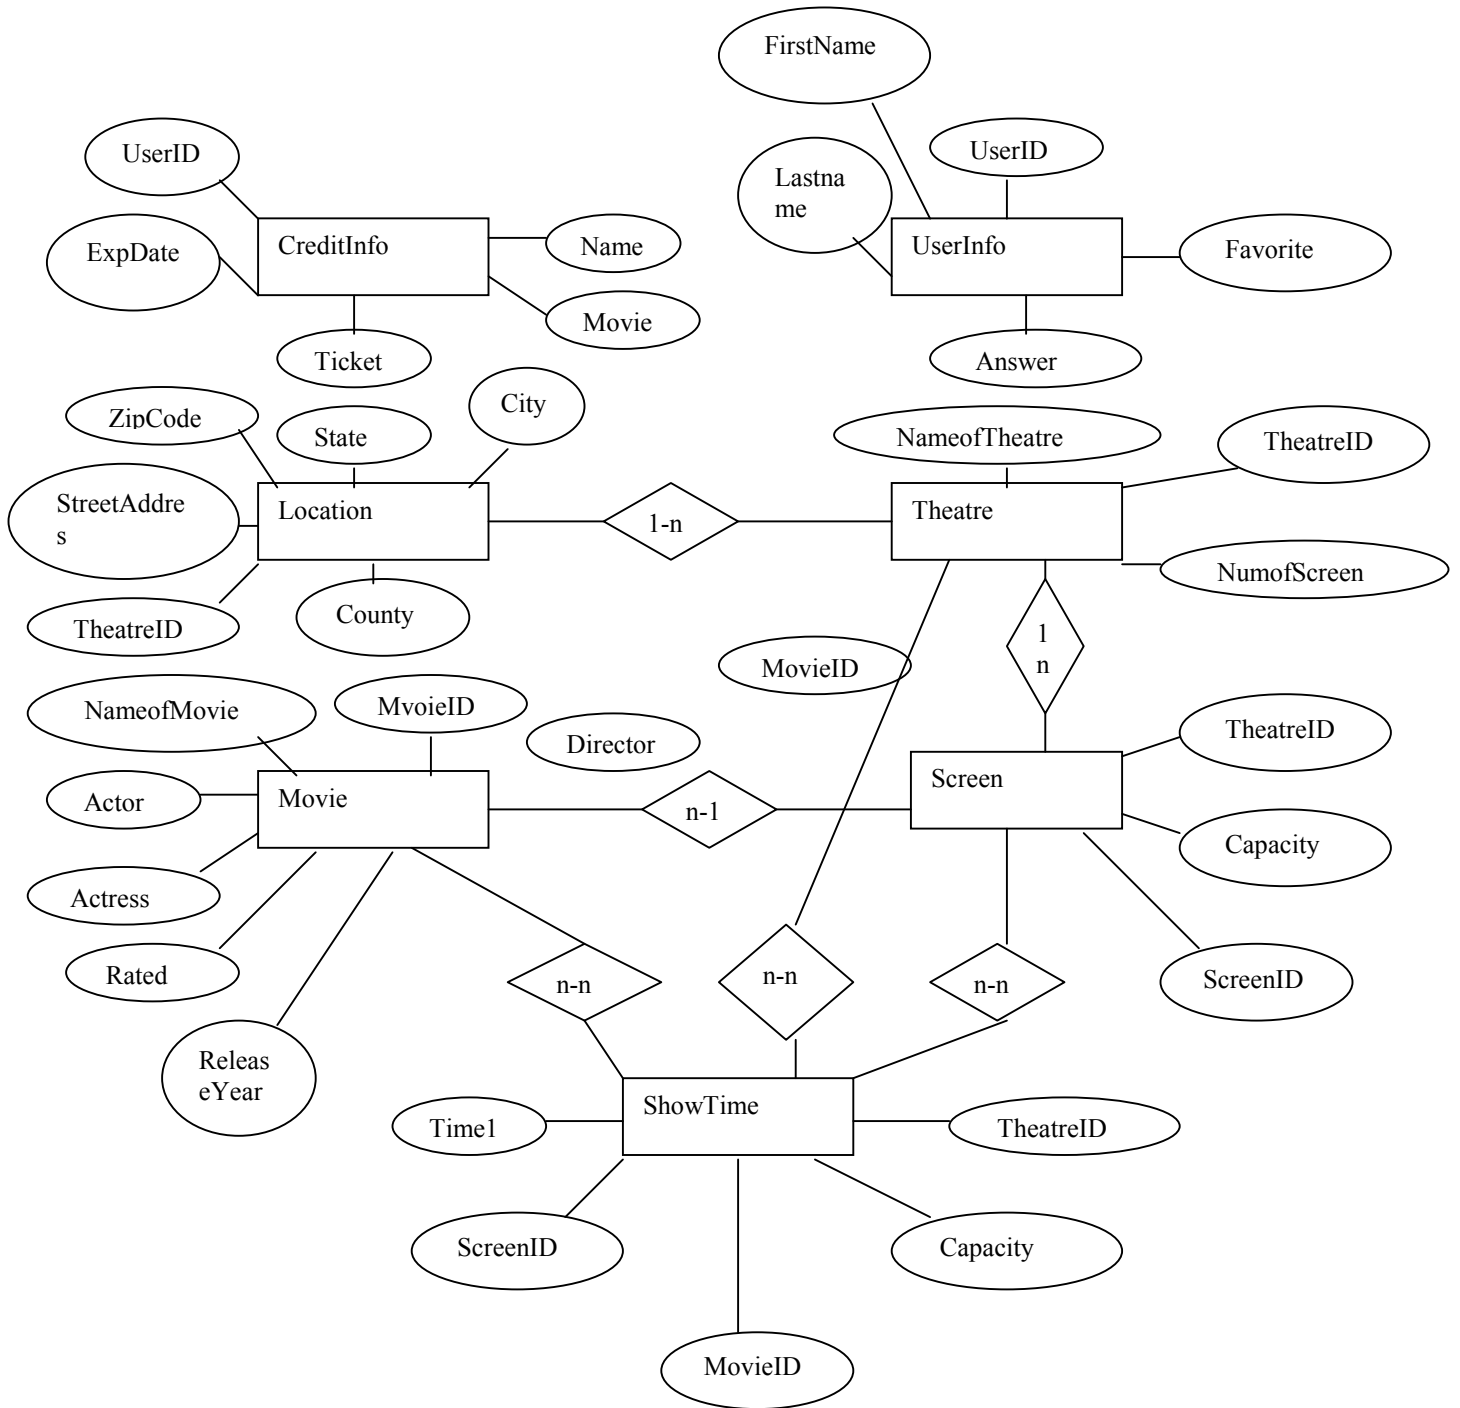 FirstName
UserID
UserID
Lastna
me
CreditInfo
UserInfo
ExpDate
Name
Favorite
Movie
Ticket
Answer
City
ZipCode
State
NameofTheatre
TheatreID
StreetAddre
s
Location
1-n
Theatre
NumofScreen
TheatreID
County
1
n
MovieID
NameofMovie
MvoieID
Director
TheatreID
Screen
Movie
Actor
n-1
Capacity
Actress
Rated
n-n
n-n
n-n
ScreenID
Releas
eYear
ShowTime
Time1
TheatreID
ScreenID
Capacity
MovieID